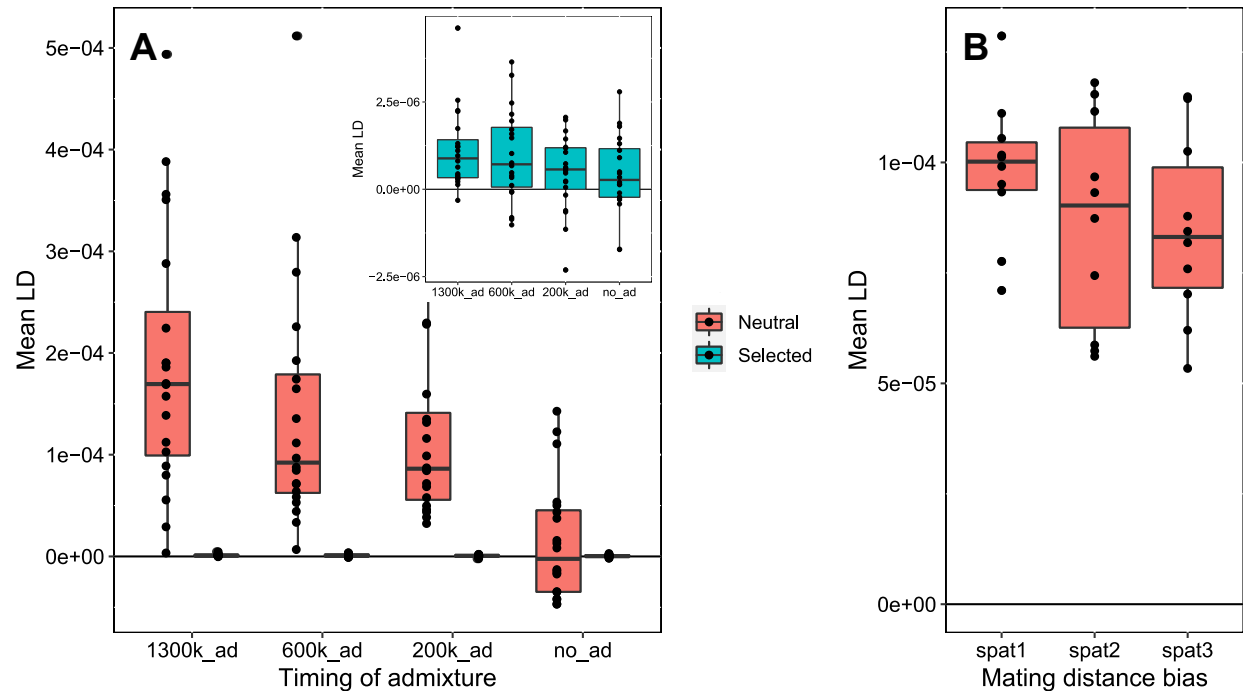 A
Mean LD
5e−04
4e−04
3e−04
2e−04
1e−04
0e+00
1300k_ad 600k_ad 200k_ad no_ad
Timing of admixture
Mean LD
2.5e−06
0.0e+00
−2.5e−06
1300k_ad 600k_ad 200k_ad no_ad
Neutral
Selected
B
Mean LD
1e−04
5e−05
0e+00
spat1 spat2 spat3
Mating distance bias